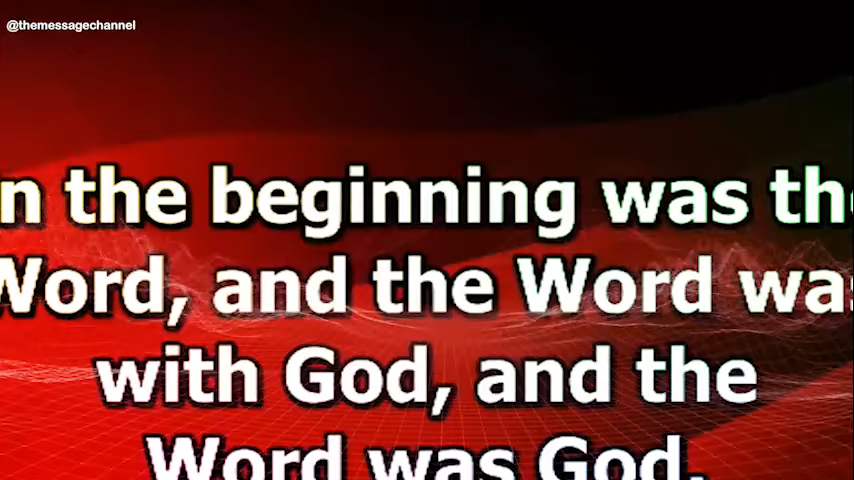 @themessagechannel
n the beginning was the
Word, and the Word was
with God, and the
Word was God.